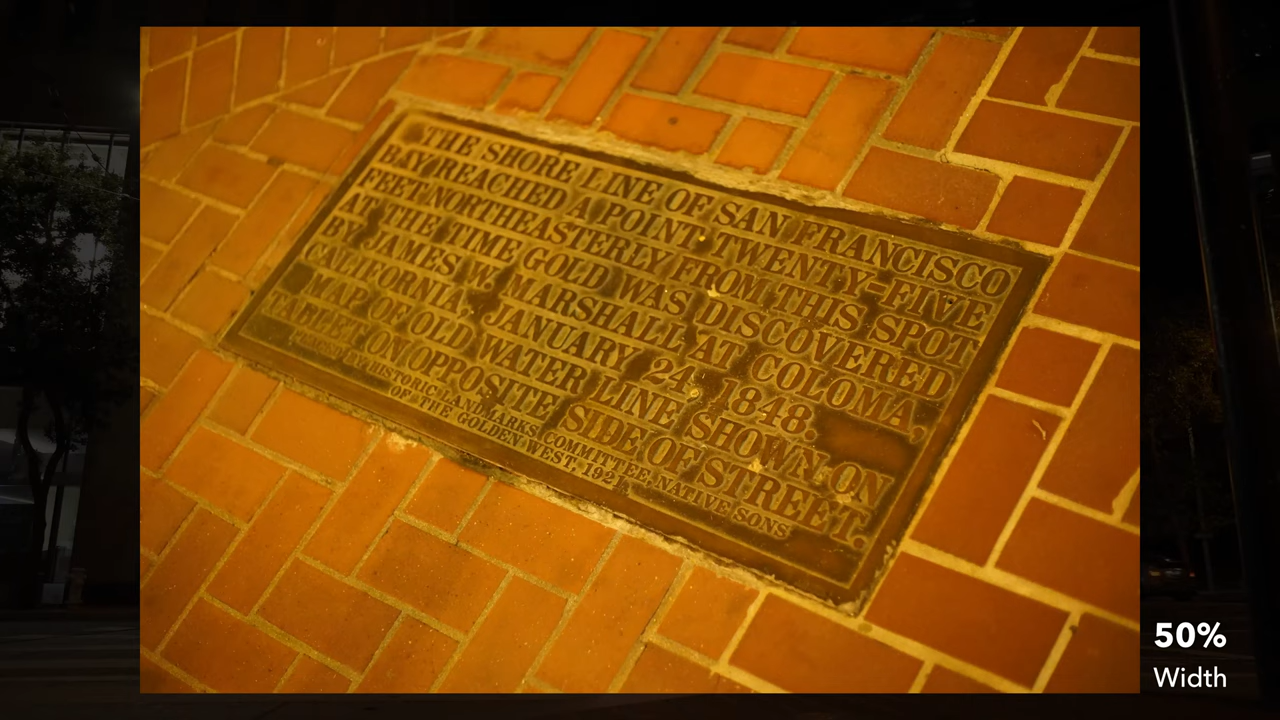 THE SHORE LINE OF SAN FRANCISCO
BAY REACHED A POINT TWENTY-FIVE
FEET NORTHEASTERLY FROM THIS SPOT
AT THE TIME GOLD WAS DISCOVERED
BY JAMES W. MARSHALL AT COLOMA,
CALIFORNIA, JANUARY 24, 1848.
MAP OF OLD WATER LINE SHOWN ON
TABLET ON OPPOSITE SIDE OF STREET.
PLACED BY HISTORIC LANDMARKS COMMITTEE, NATIVE SONS
OF THE GOLDEN WEST, 1921.
50%
Width